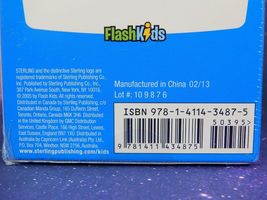 FlashKids
STERLING and the distinctive Sterling logo are
registered trademarks of Sterling Publishing Co., Inc.
Published by Sterling Publishing Co., Inc.
387 Park Avenue South, New York, NY 10016
© 2005 by Flash Kids. All Rights Reserved.
Distributed in Canada by Sterling Publishing
c/o Canadian Manda Group, 165 Dufferin Street,
Toronto, Ontario, Canada M6K 3H6. Distributed in
the United Kingdom by GMC Distribution
Services, Castle Place, 166 High Street, Lewes,
East Sussex, England BN7 1XU. Distributed in
Australia by Capricorn Link (Australia) Pty. Ltd.
P.O. Box 704, Windsor, NSW 2756, Australia.
www.sterlingpublishing.com/kids
Manufactured in China 02/13
Lot #: 109876
ISBN 978-1-4114-3487-5
50395
9 781411 434875